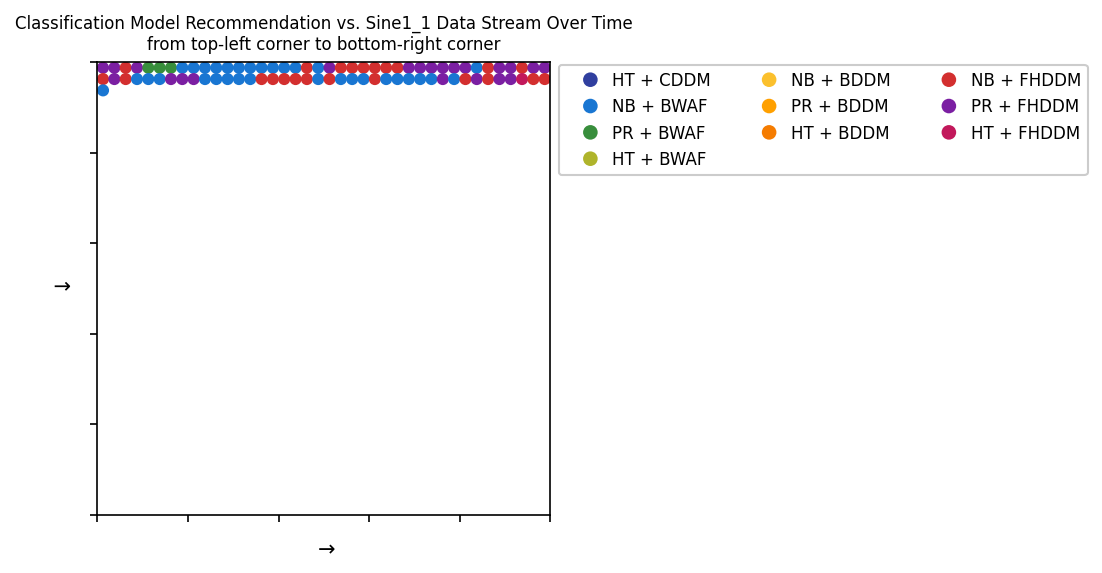 Classification Model Recommendation vs. Sine1_1 Data Stream Over Time
from top-left corner to bottom-right corner
HT + CDDM
NB + BWAF
PR + BWAF
HT + BWAF
NB + BDDM
PR + BDDM
HT + BDDM
NB + FHDDM
PR + FHDDM
HT + FHDDM
→
→